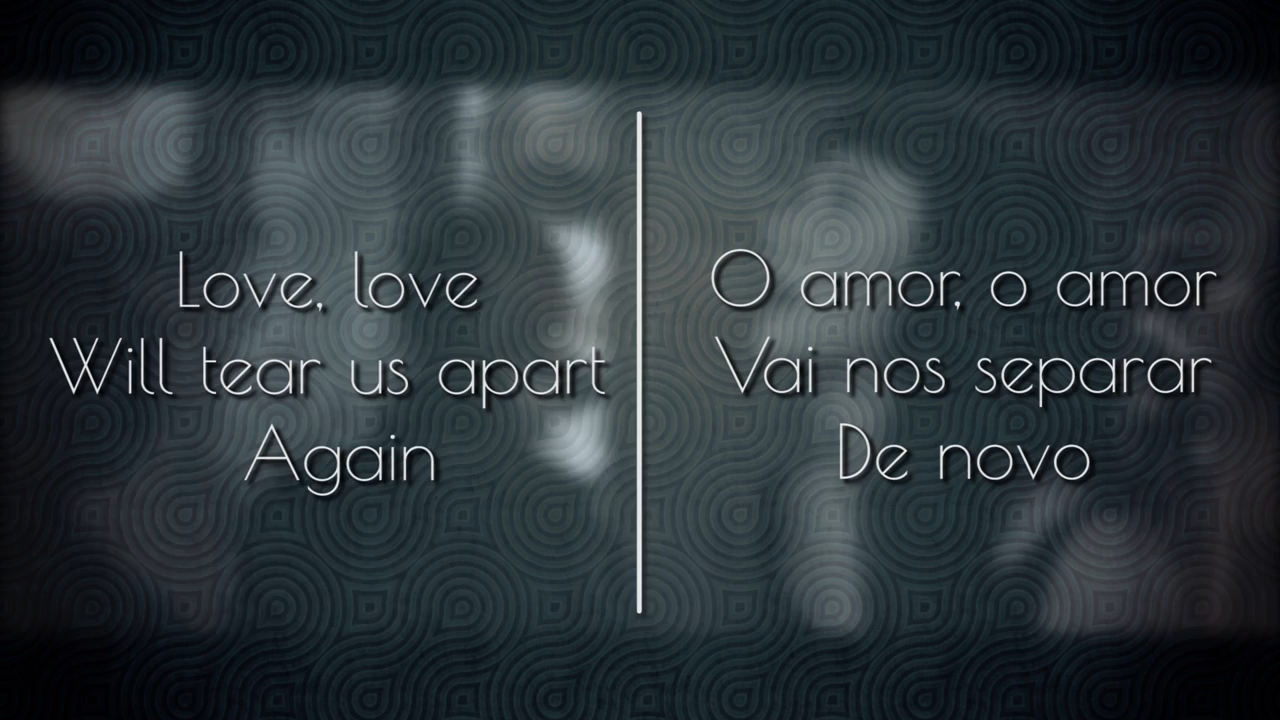 Love, love
Will tear us apart
Again
O amor, o amor
Vai nos separar
De novo